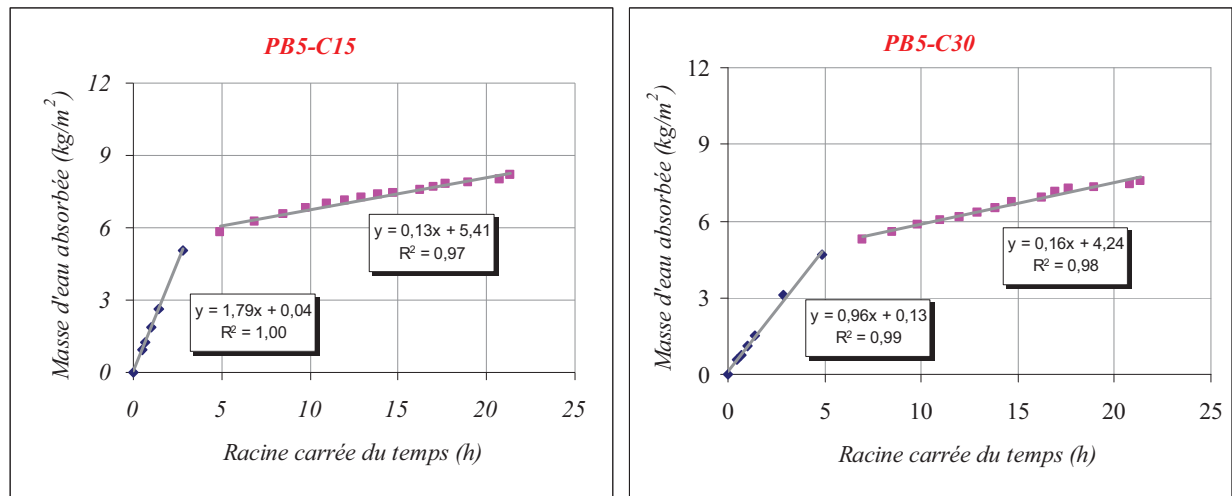 PB5-C15
Masse d'eau absorbée (kg/m²)
12
9
6
3
0
y = 0,13x + 5,41
R² = 0,97
y = 1,79x + 0,04
R² = 1,00
0 5 10 15 20 25
Racine carrée du temps (h)
PB5-C30
Masse d'eau absorbée (kg/m²)
12
9
6
3
0
y = 0,16x + 4,24
R² = 0,98
y = 0,96x + 0,13
R² = 0,99
0 5 10 15 20 25
Racine carrée du temps (h)